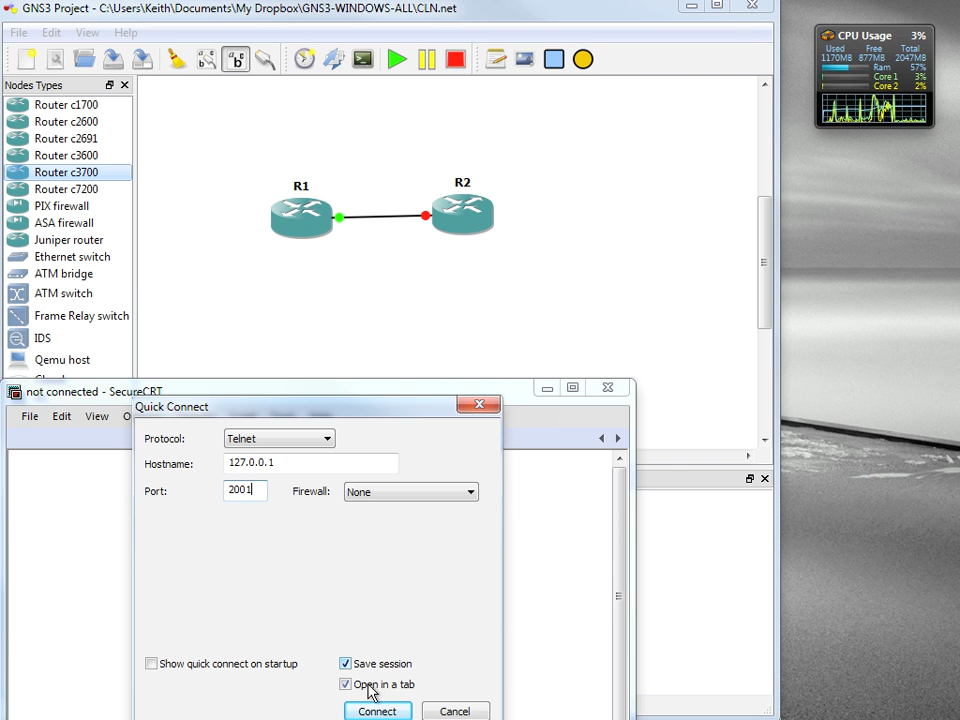 GNS3 Project - C:\Users\Keith\Documents\My Dropbox\GNS3-WINDOWS-ALL\CLN.net
File Edit View Help
Nodes Types
Router c1700
Router c2600
Router c2691
Router c3600
Router c3700
Router c7200
PIX firewall
ASA firewall
Juniper router
Ethernet switch
ATM bridge
ATM switch
Frame Relay switch
IDS
Qemu host
R1
R2
CPU Usage 3%
Used Free Total
1170MB 877MB 2047MB
Ram 57%
Core 1 3%
Core 2 2%
not connected - SecureCRT
File Edit View
Quick Connect
Protocol: Telnet
Hostname: 127.0.0.1
Port: 2001 Firewall: None
Show quick connect on startup
Save session
Open in a tab
Connect Cancel